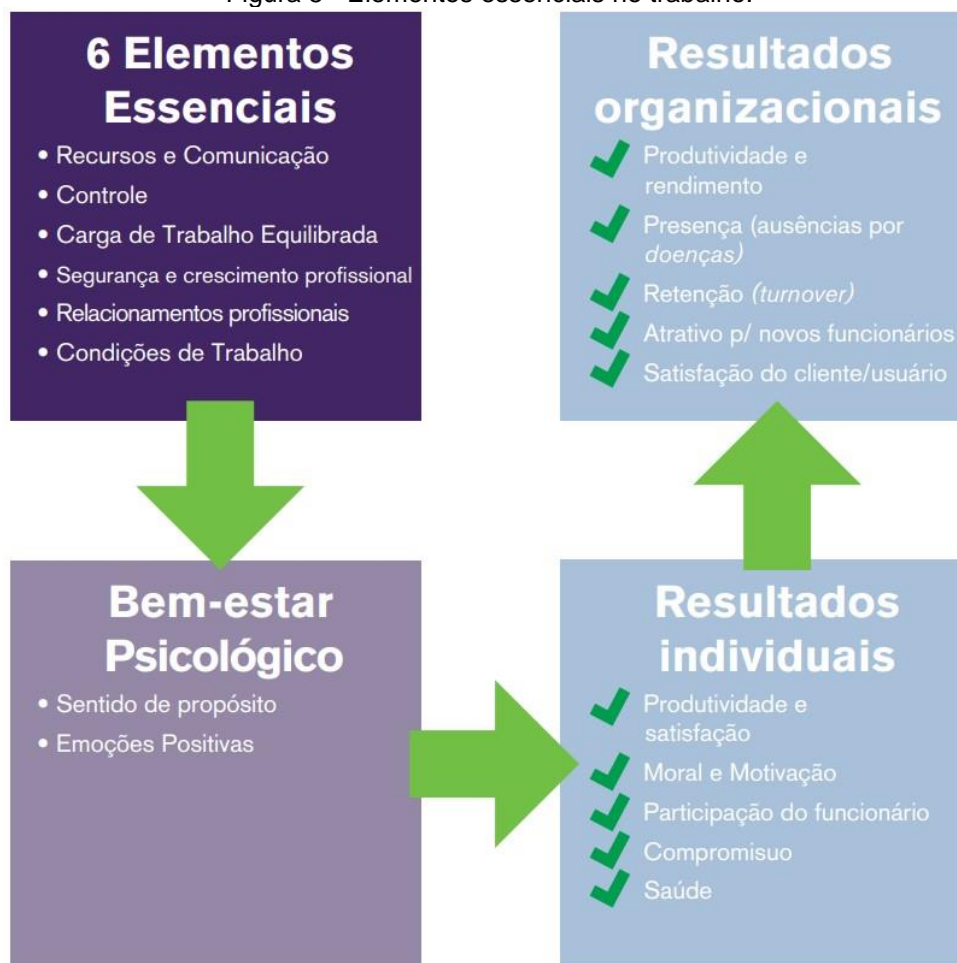 Figura - Elementos essenciais no trabalho.
6 Elementos
Essenciais
• Recursos e Comunicação
• Controle
• Carga de Trabalho Equilibrada
• Segurança e crescimento profissional
• Relacionamentos profissionais
• Condições de Trabalho
Resultados
organizacionais
Produtividade e
rendimento
Presença (ausências por
doenças)
Retenção (turnover)
Atrativo p/ novos funcionários
Satisfação do cliente/usuário
Bem-estar
Psicológico
• Sentido de propósito
• Emoções Positivas
Resultados
individuais
Produtividade e
satisfação
Moral e Motivação
Participação do funcionário
Compromisuo
Saúde